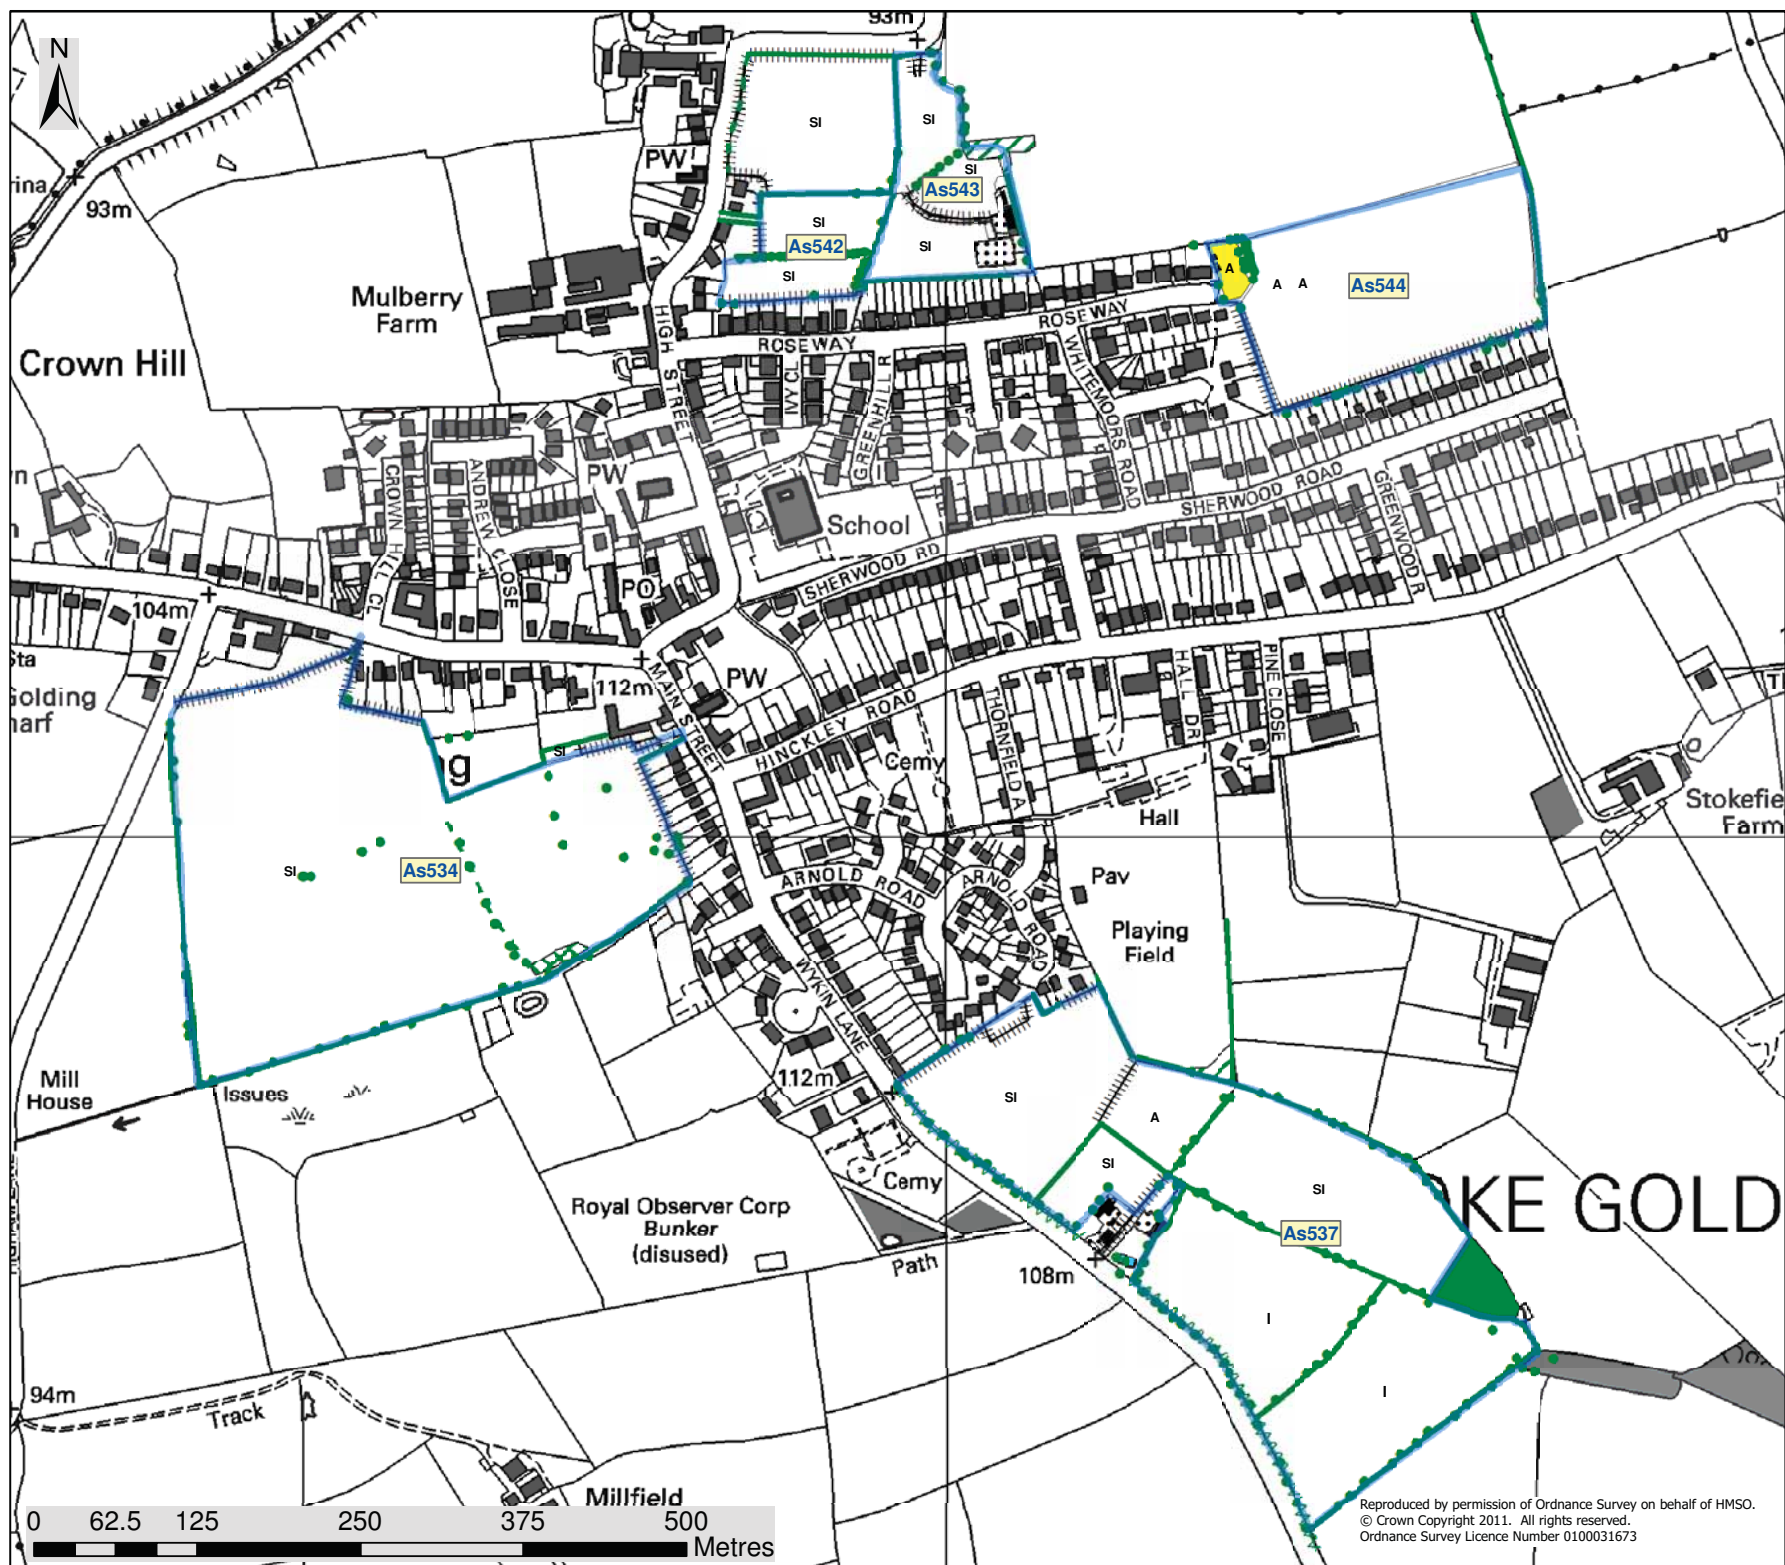 93m
N
SI
SI
PW
SI
As543
rina
93m
SI
As542
SI
SI
A
A A
As544
Mulberry
Farm
HIGH STREET
ROSEWAY
ROSEWAY
WHITEMOORS ROAD
Crown Hill
IVY CL
GREENHILL R
CROWN HILL CL
ANDREW CLOSE
PW
School
SHERWOOD ROAD
GREENWOOD R
SHERWOOD RD
PO
104m
Sta
Golding
harf
112m
MAIN STREET
PW
HINCKLEY ROAD
THORNFIELD A
HALL DR
PINE CLOSE
SI
g
Cemy
Hall
Stokefie
Farm
SI
As534
ARNOLD ROAD
ARNOLD ROAD
Pav
Playing
Field
WYKIN LANE
Mill
House
Issues
112m
SI
A
SI
Cemy
SI
As537
OKE GOLD
Royal Observer Corp
Bunker
(disused)
Path
108m
I
I
94m
Track
Millfield
0 62.5 125 250 375 500
Metres
Reproduced by permission of Ordnance Survey on behalf of HMSO.
© Crown Copyright 2011. All rights reserved.
Ordnance Survey Licence Number 0100031673